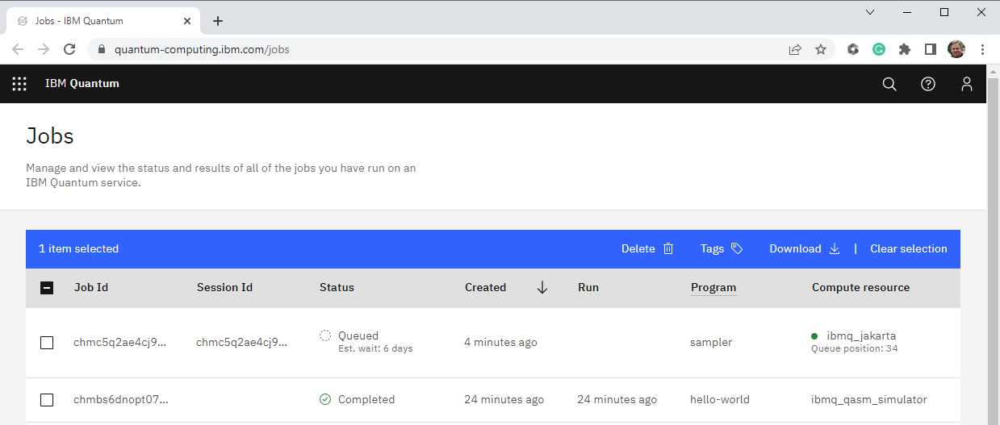 Jobs - IBM Quantum
quantum-computing.ibm.com/jobs
IBM Quantum
Jobs
Manage and view the status and results of all of the jobs you have run on an
IBM Quantum service.
1 item selected Delete Tags Download | Clear selection
Job Id Session Id Status Created Run Program Compute resource
chmc5q2ae4cj9... chmc5q2ae4cj9... Queued 4 minutes ago sampler ibmq_jakarta
Est. wait: 6 days Queue position: 34
chmbs6dnopt07... Completed 24 minutes ago 24 minutes ago hello-world ibmq_qasm_simulator